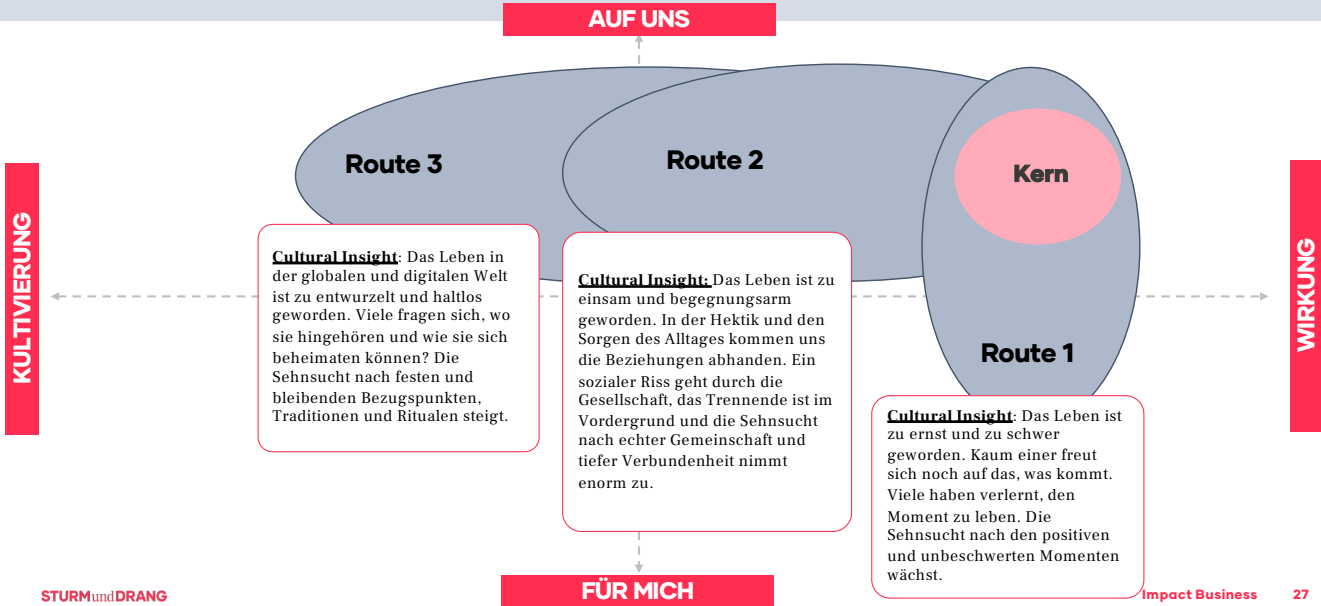 AUF UNS
KULTIVIERUNG
WIRKUNG
Route 3
Route 2
Kern
Route 1
Cultural Insight: Das Leben in
der globalen und digitalen Welt
ist zu entwurzelt und haltlos
geworden. Viele fragen sich, wo
sie hingehören und wie sie sich
beheimaten können? Die
Sehnsucht nach festen und
bleibenden Bezugspunkten,
Traditionen und Ritualen steigt.
Cultural Insight: Das Leben ist zu
einsam und begegnungsarm
geworden. In der Hektik und den
Sorgen des Alltages kommen uns
die Beziehungen abhanden. Ein
sozialer Riss geht durch die
Gesellschaft, das Trennende ist im
Vordergrund und die Sehnsucht
nach echter Gemeinschaft und
tiefer Verbundenheit nimmt
enorm zu.
Cultural Insight: Das Leben ist
zu ernst und zu schwer
geworden. Kaum einer freut
sich noch auf das, was kommt.
Viele haben verlernt, den
Moment zu leben. Die
Sehnsucht nach den positiven
und unbeschwerten Momenten
wächst.
FÜR MICH
STURMundDRANG
Impact Business 27